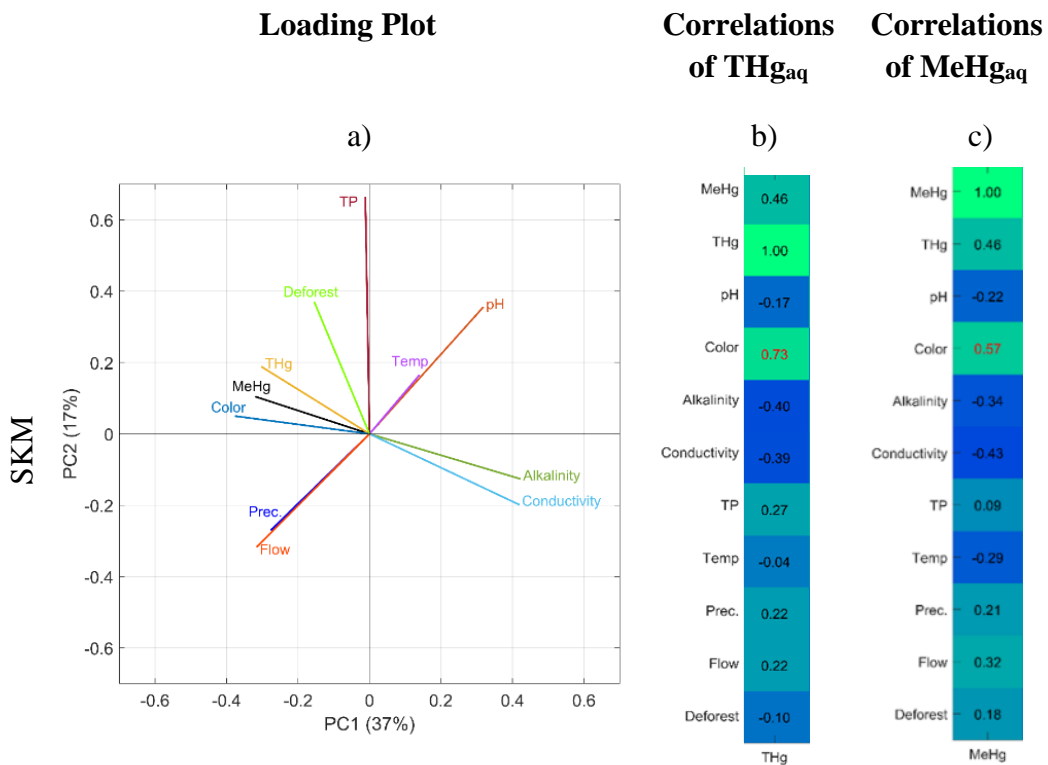 Loading Plot
Correlations
of THgaq
Correlations
of MeHgaq
a)
b)
c)
SKM
PC2 (17%)
0.6
0.4
0.2
0
-0.2
-0.4
-0.6
TP
Deforest
pH
THg
Temp
MeHg
Color
Alkalinity
Conductivity
Prec.
Flow
-0.6
-0.4
-0.2
0
0.2
0.4
0.6
PC1 (37%)
MeHg 0.46
THg 1.00
pH -0.17
Color 0.73
Alkalinity -0.40
Conductivity -0.39
TP 0.27
Temp -0.04
Prec. 0.22
Flow 0.22
Deforest -0.10
THg
MeHg 1.00
THg 0.46
pH -0.22
Color 0.57
Alkalinity -0.34
Conductivity -0.43
TP 0.09
Temp -0.29
Prec. 0.21
Flow 0.32
Deforest 0.18
MeHg